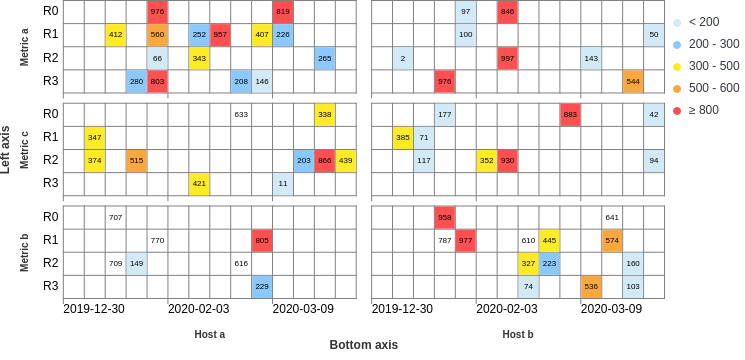 R0 976 819 97 846
R1 412 560 252 957 407 226 100 50
R2 66 343 265 2 997 143
R3 280 803 208 146 976 544
Metric a
R0 633 338 177 883 42
R1 347 385 71
R2 374 515 203 866 439 117 352 930 94
R3 421 11
Metric c
R0 707 958 641
R1 770 805 787 977 610 445 574
R2 709 149 616 327 223 160
R3 229 74 536 103
Metric b
Left axis
2019-12-30 2020-02-03 2020-03-09 2019-12-30 2020-02-03 2020-03-09
Host a Host b
Bottom axis
< 200
200 - 300
300 - 500
500 - 600
≥ 800